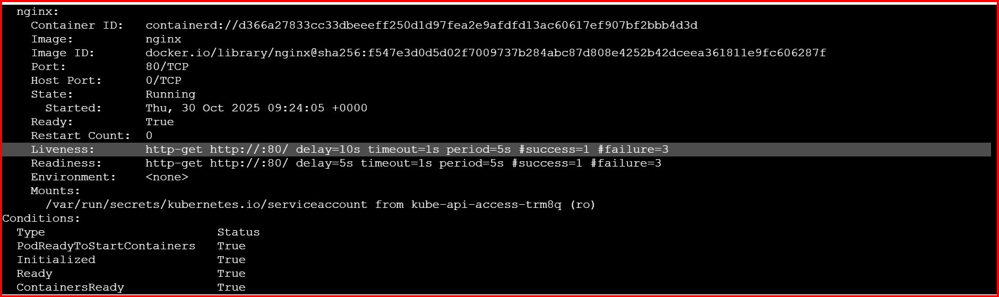 nginx:
Container ID: containerd://d366a27833cc33dbeeeff250d1d97fea2e9afdfd13ac60617ef907bf2bbb4d3d
Image: nginx
Image ID: docker.io/library/nginx@sha256:f547e3d0d5d02f7009737b284abc87d808e4252b42dceea361811e9fc606287f
Port: 80/TCP
Host Port: 0/TCP
State: Running
Started: Thu, 30 Oct 2025 09:24:05 +0000
Ready: True
Restart Count: 0
Liveness: http-get http://:80/ delay=10s timeout=1s period=5s #success=1 #failure=3
Readiness: http-get http://:80/ delay=5s timeout=1s period=5s #success=1 #failure=3
Environment: <none>
Mounts:
/var/run/secrets/kubernetes.io/serviceaccount from kube-api-access-trm8q (ro)
Conditions:
Type Status
PodReadyToStartContainers True
Initialized True
Ready True
ContainersReady True